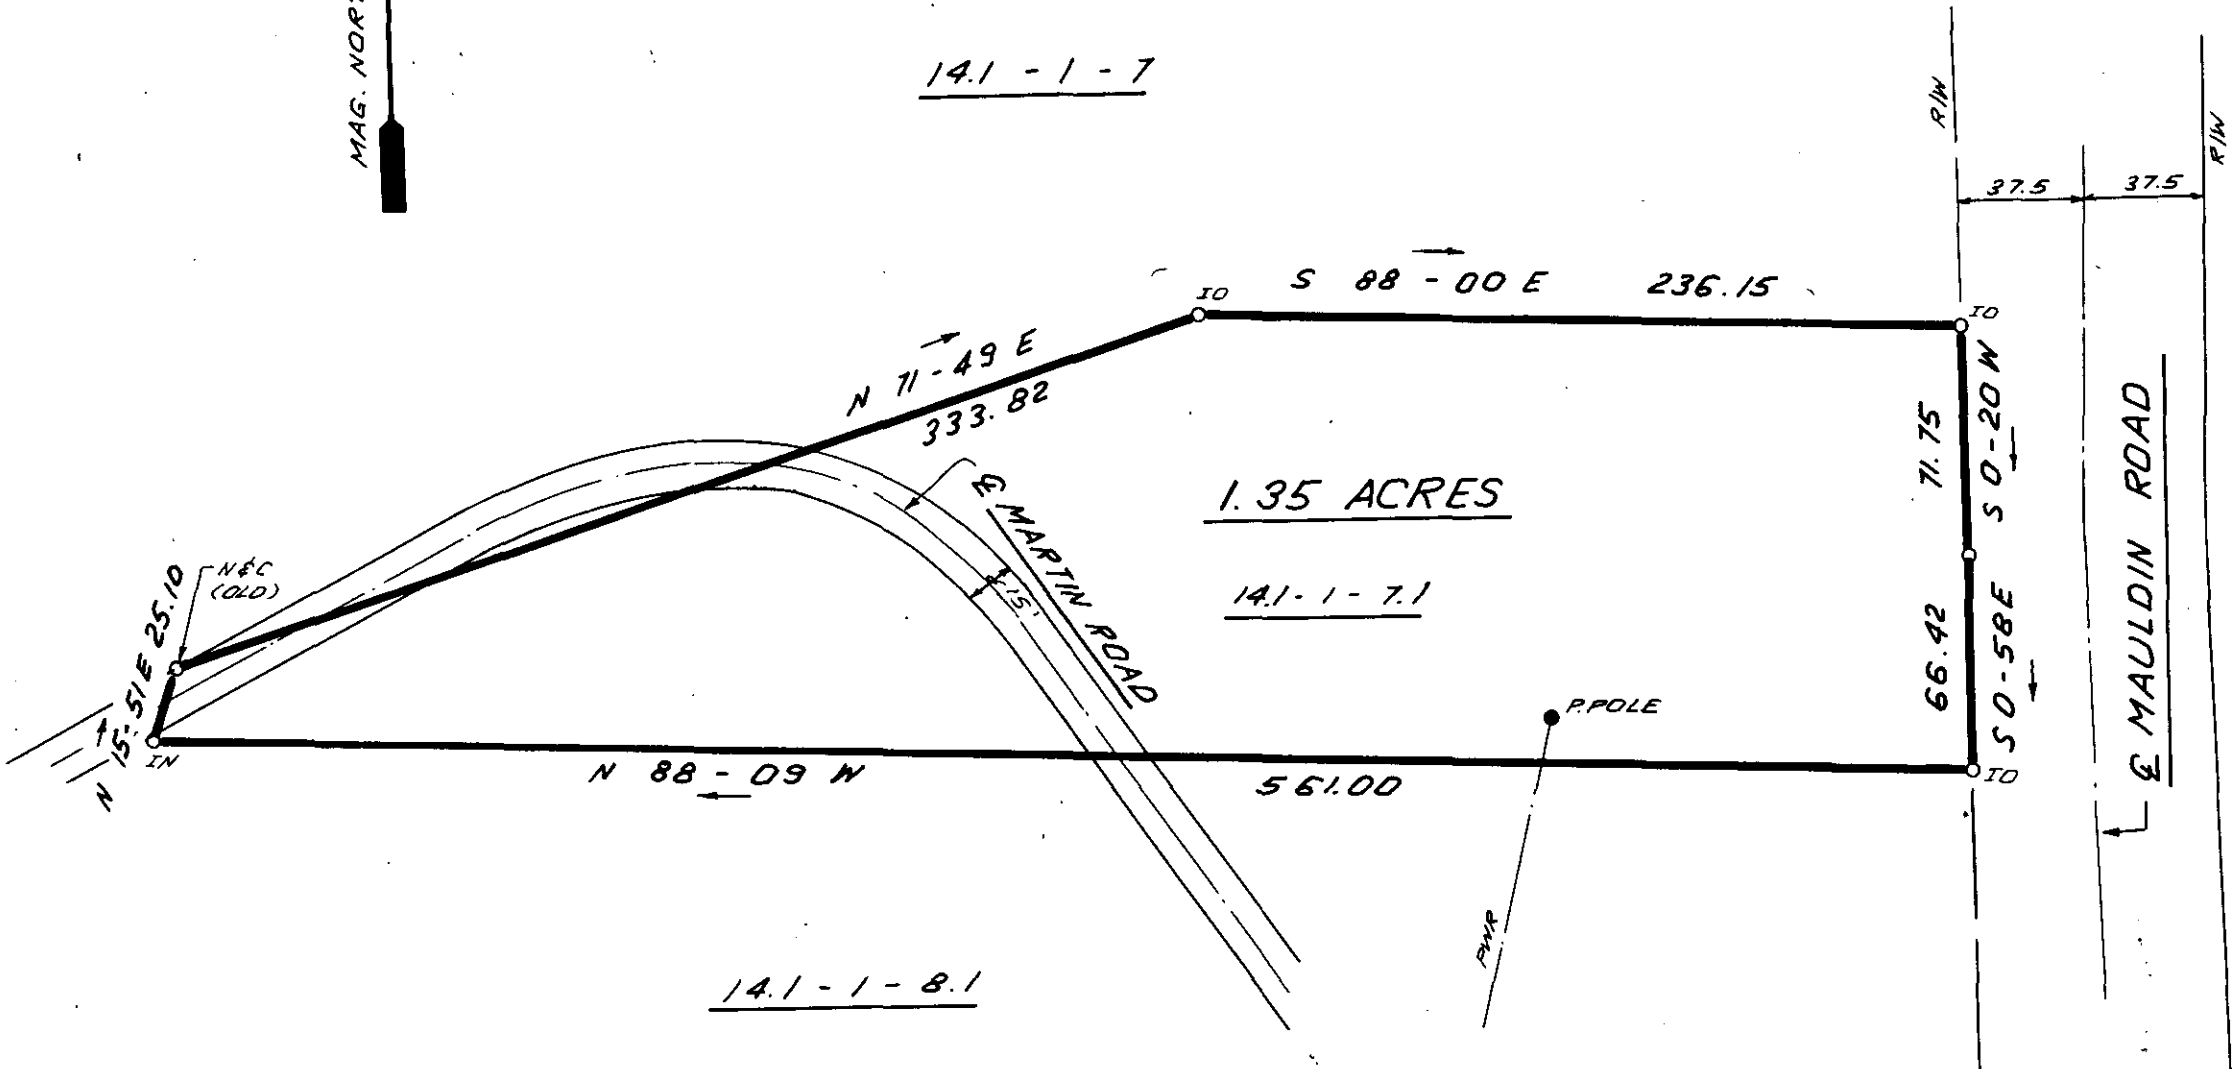 MAG. NORT
14.1 - 1 - 7
R/W
R/W
37.5
37.5
S 88 - 00 E 236.15
IO
IO
N 71 - 49 E
333.82
71.75
S 0 - 20 W
1.35 ACRES
14.1 - 1 - 7.1
℄ MARTIN ROAD
15'
N&C
(OLD)
N 15-51 E 25.10
IN
66.42
S 0 - 58 E
℄ MAULDIN ROAD
P.POLE
PWR
N 88 - 09 W
561.00
IO
14.1 - 1 - 8.1